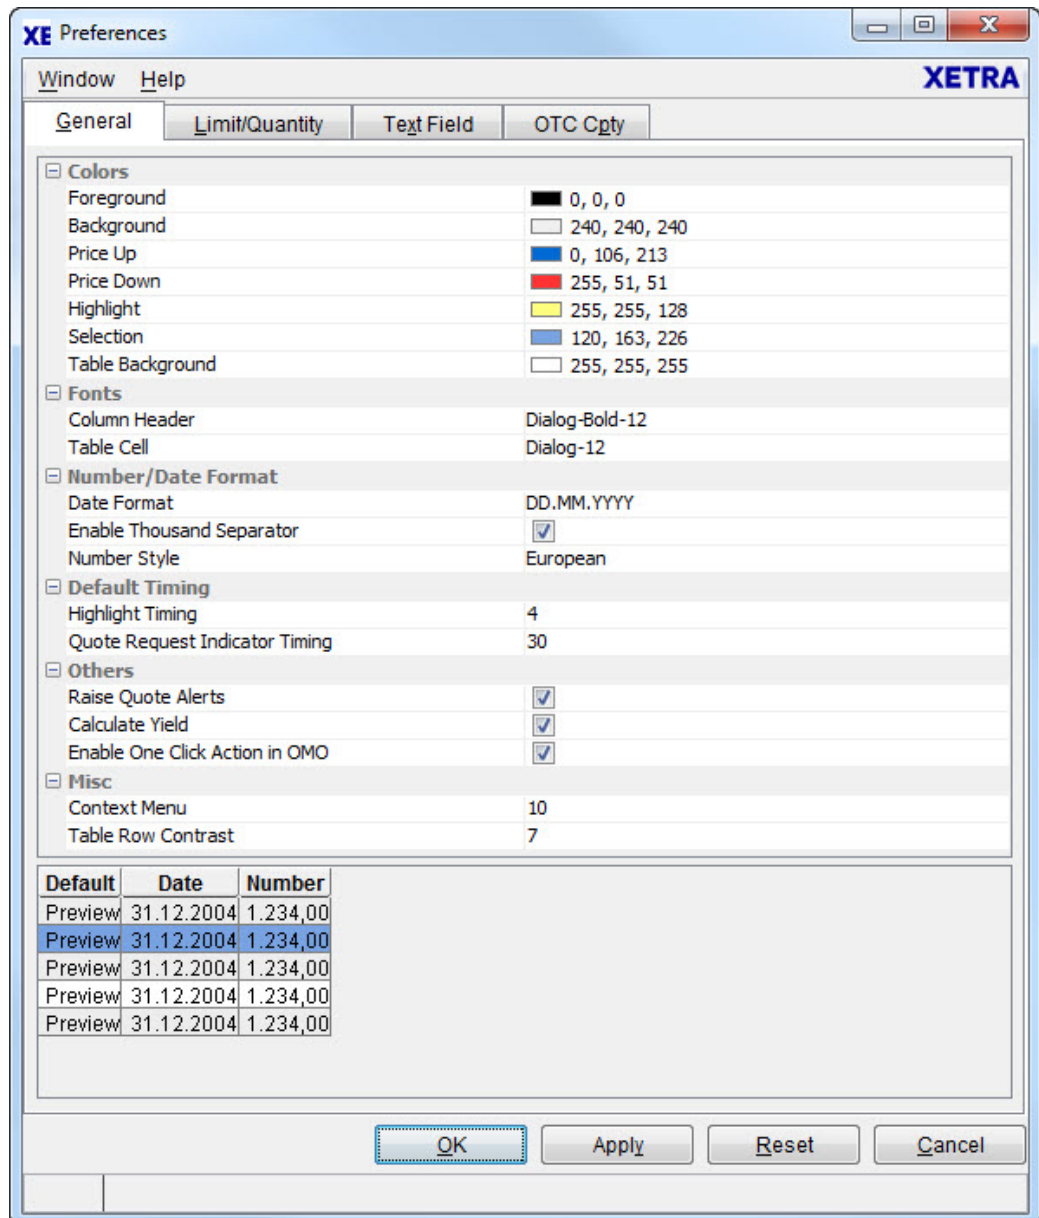 XE Preferences
Window Help XETRA
General Limit/Quantity Text Field OTC Cpty
Colors
Foreground 0, 0, 0
Background 240, 240, 240
Price Up 0, 106, 213
Price Down 255, 51, 51
Highlight 255, 255, 128
Selection 120, 163, 226
Table Background 255, 255, 255
Fonts
Column Header Dialog-Bold-12
Table Cell Dialog-12
Number/Date Format
Date Format DD.MM.YYYY
Enable Thousand Separator
Number Style European
Default Timing
Highlight Timing 4
Quote Request Indicator Timing 30
Others
Raise Quote Alerts
Calculate Yield
Enable One Click Action in OMO
Misc
Context Menu 10
Table Row Contrast 7
Default Date Number
Preview 31.12.2004 1.234,00
Preview 31.12.2004 1.234,00
Preview 31.12.2004 1.234,00
Preview 31.12.2004 1.234,00
Preview 31.12.2004 1.234,00
OK Apply Reset Cancel